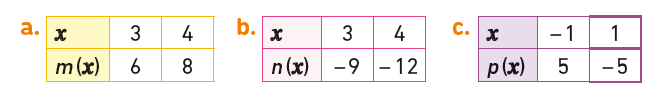 a. x 3 4
m(x) 6 8
b. x 3 4
n(x) −9 −12
c. x −1 1
p(x) 5 −5